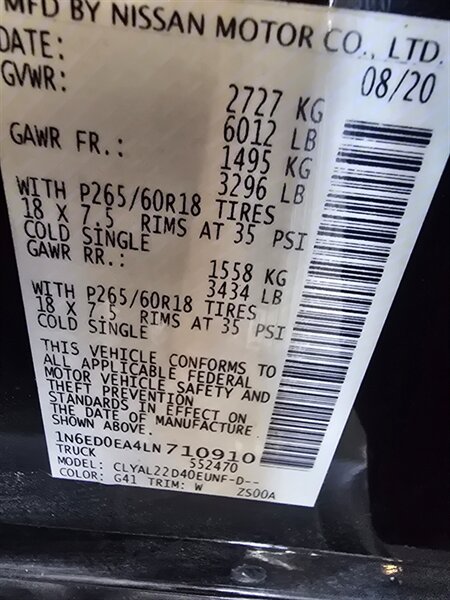 MFD BY NISSAN MOTOR CO., LTD.
DATE: 08/20
GVWR: 2727 KG
6012 LB
GAWR FR.: 1495 KG
3296 LB
WITH P265/60R18 TIRES
18 X 7.5 RIMS AT 35 PSI
COLD SINGLE
GAWR RR.: 1558 KG
3434 LB
WITH P265/60R18 TIRES
18 X 7.5 RIMS AT 35 PSI
COLD SINGLE
THIS VEHICLE CONFORMS TO
ALL APPLICABLE FEDERAL
MOTOR VEHICLE SAFETY AND
THEFT PREVENTION
STANDARDS IN EFFECT ON
THE DATE OF MANUFACTURE
SHOWN ABOVE.
1N6ED0EA4LN710910
TRUCK 552470
MODEL: CLYAL22D40EUNF-D--
COLOR: G41 TRIM: W ZS00A